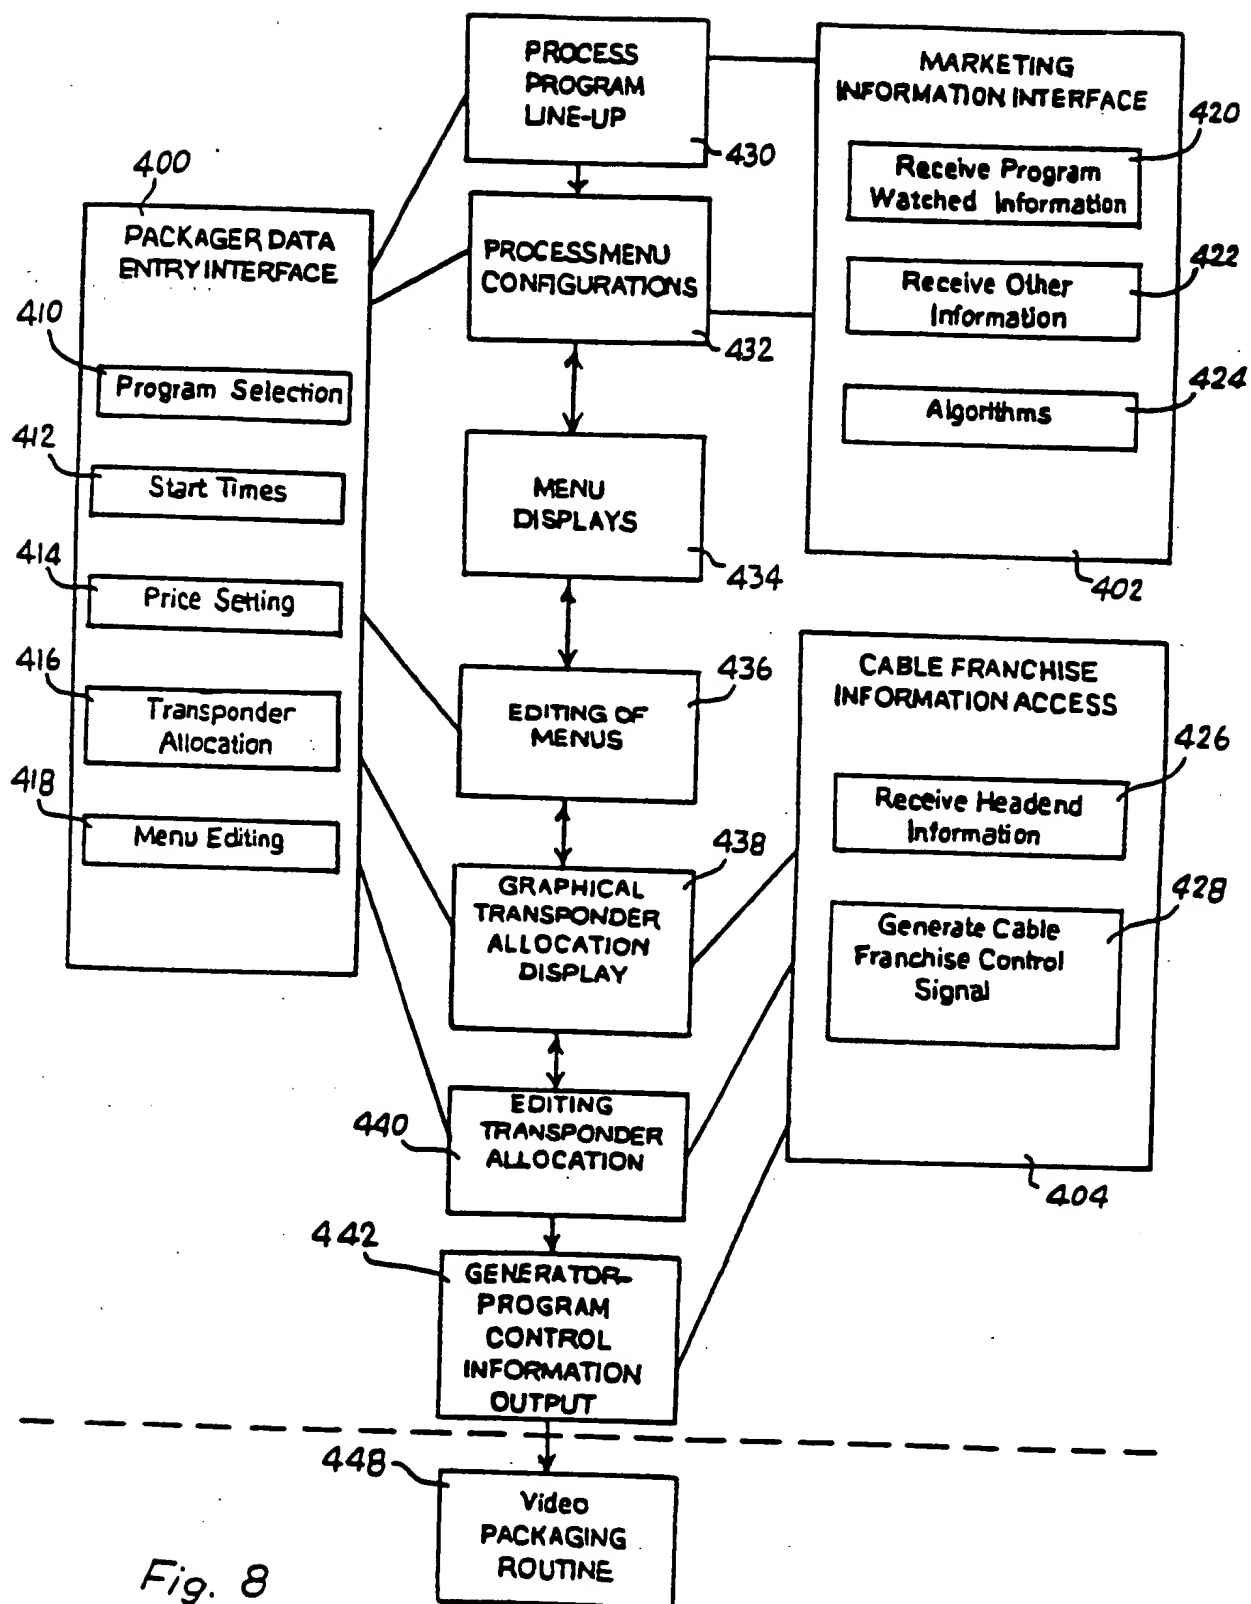 PROCESS
PROGRAM
LINE-UP
430
400
PACKAGER DATA
ENTRY INTERFACE
410
Program Selection
412
Start Times
414
Price Setting
416
Transponder
Allocation
418
Menu Editing
PROCESS MENU
CONFIGURATIONS
432
MENU
DISPLAYS
434
EDITING OF
MENUS
436
GRAPHICAL
TRANSPONDER
ALLOCATION
DISPLAY
438
EDITING
TRANSPONDER
ALLOCATION
440
GENERATOR-
PROGRAM
CONTROL
INFORMATION
OUTPUT
442
MARKETING
INFORMATION INTERFACE
420
Receive Program
Watched Information
422
Receive Other
Information
424
Algorithms
402
CABLE FRANCHISE
INFORMATION ACCESS
426
Receive Headend
Information
428
Generate Cable
Franchise Control
Signal
404
448
Video
PACKAGING
ROUTINE
Fig. 8